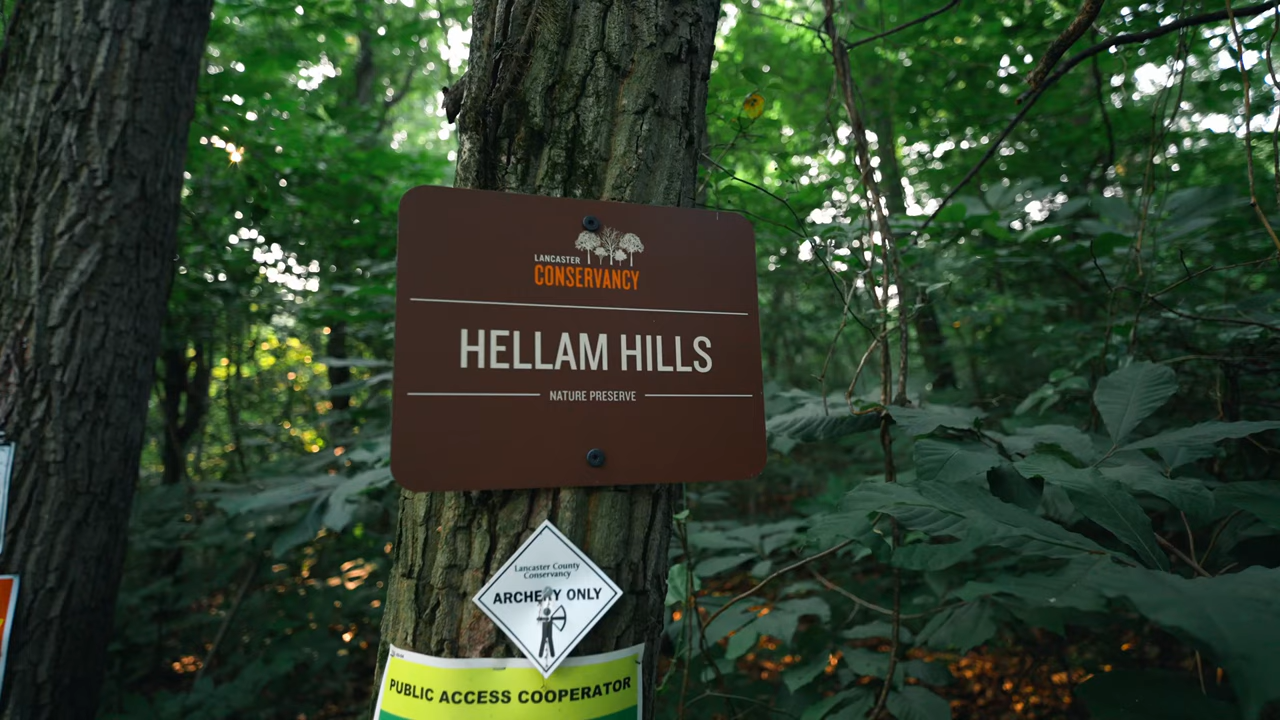 LANCASTER
CONSERVANCY
HELLAM HILLS
NATURE PRESERVE
Lancaster County
Conservancy
ARCHERY ONLY
PUBLIC ACCESS COOPERATOR